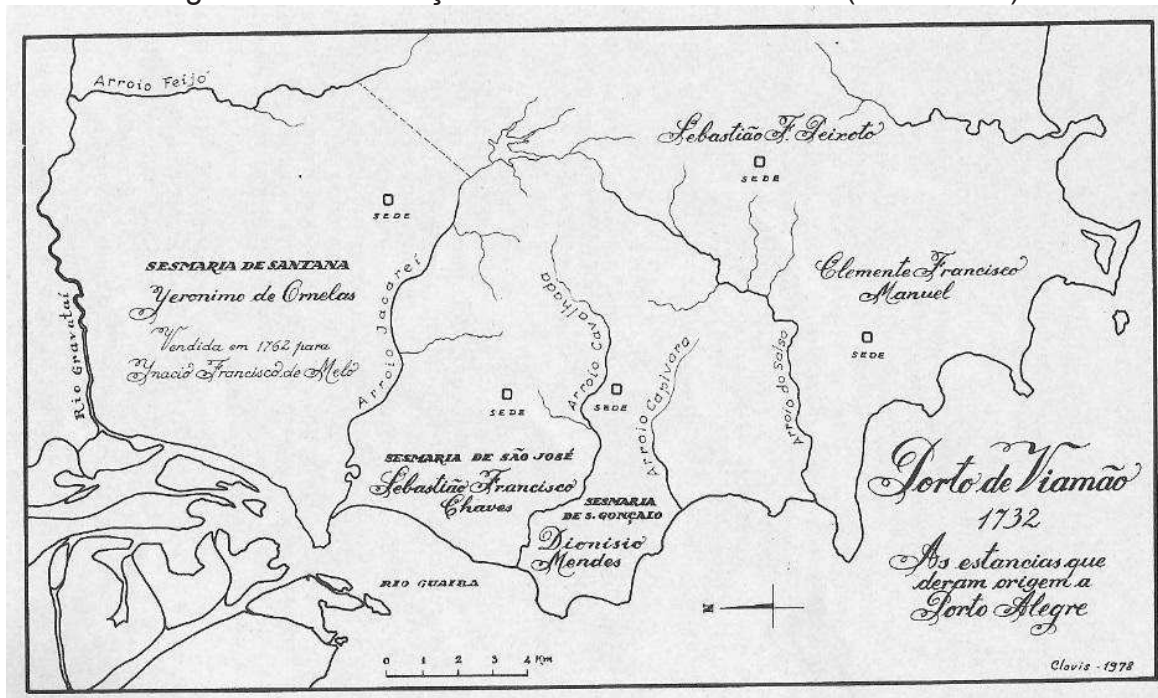 Arroio Feijó
Sebastião F. Peixoto
SEDE
SEDE
SESMARIA DE SANTANA
Yeronimo de Ornelas
Vendida em 1762 para
Ynacio Francisco de Melo
Rio Gravataí
Arroio Jacareí
Arroio Cavalhada
Clemente Francisco
Manuel
SEDE
Arroio Capivara
Arroio do Salso
SEDE
SEDE
SESMARIA DE SÃO JOSÉ
Sebastião Francisco
Chaves
SESMARIA
DE S. GONÇALO
Dionisio
Mendes
RIO GUAIBA
Porto de Viamão
1732
As estancias que
deram origem a
Porto Alegre
N
0 1 2 3 4 Km
Clovis - 1978